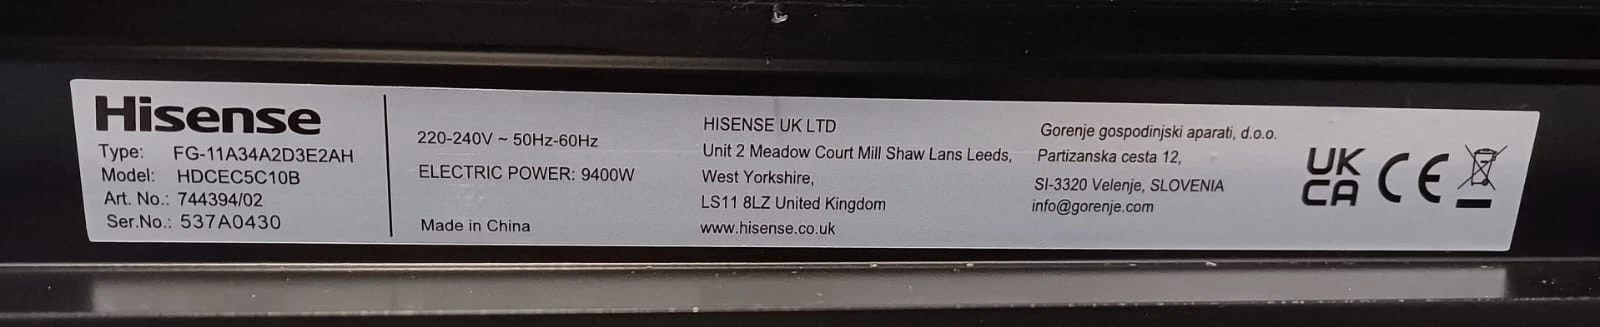 Hisense
Type: FG-11A34A2D3E2AH
Model: HDCEC5C10B
Art. No.: 744394/02
Ser.No.: 537A0430
220-240V ~ 50Hz-60Hz
ELECTRIC POWER: 9400W
Made in China
HISENSE UK LTD
Unit 2 Meadow Court Mill Shaw Lans Leeds,
West Yorkshire,
LS11 8LZ United Kingdom
www.hisense.co.uk
Gorenje gospodinjski aparati, d.o.o.
Partizanska cesta 12,
SI-3320 Velenje, SLOVENIA
info@gorenje.com
UK
CA
CE